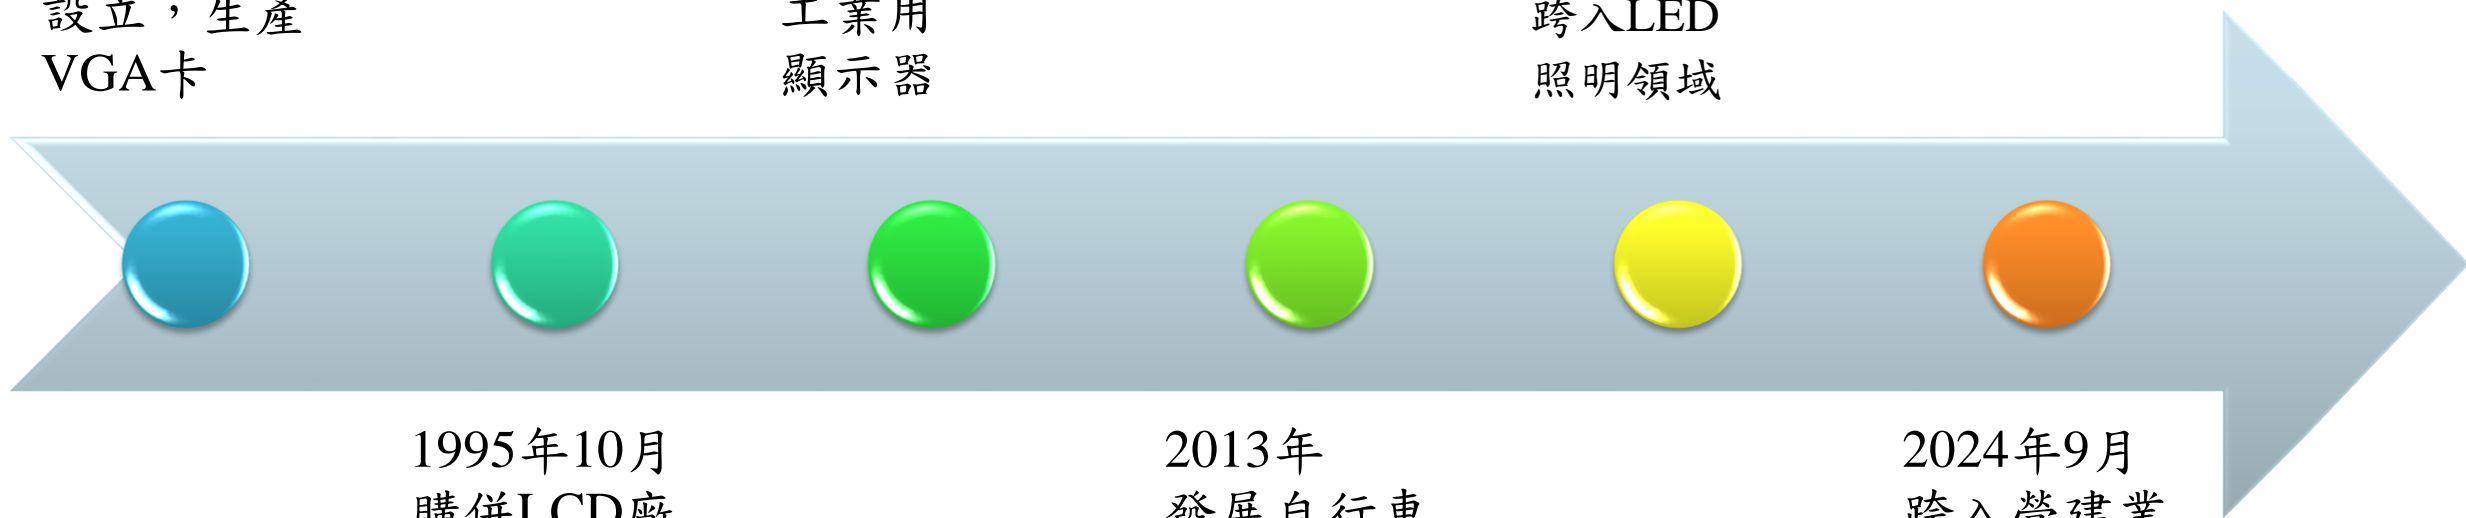 設立，生產
VGA卡
工業用
顯示器
跨入LED
照明領域
1995年10月
購併LCD廠
2013年
發展自行車
2024年9月
跨入營建業